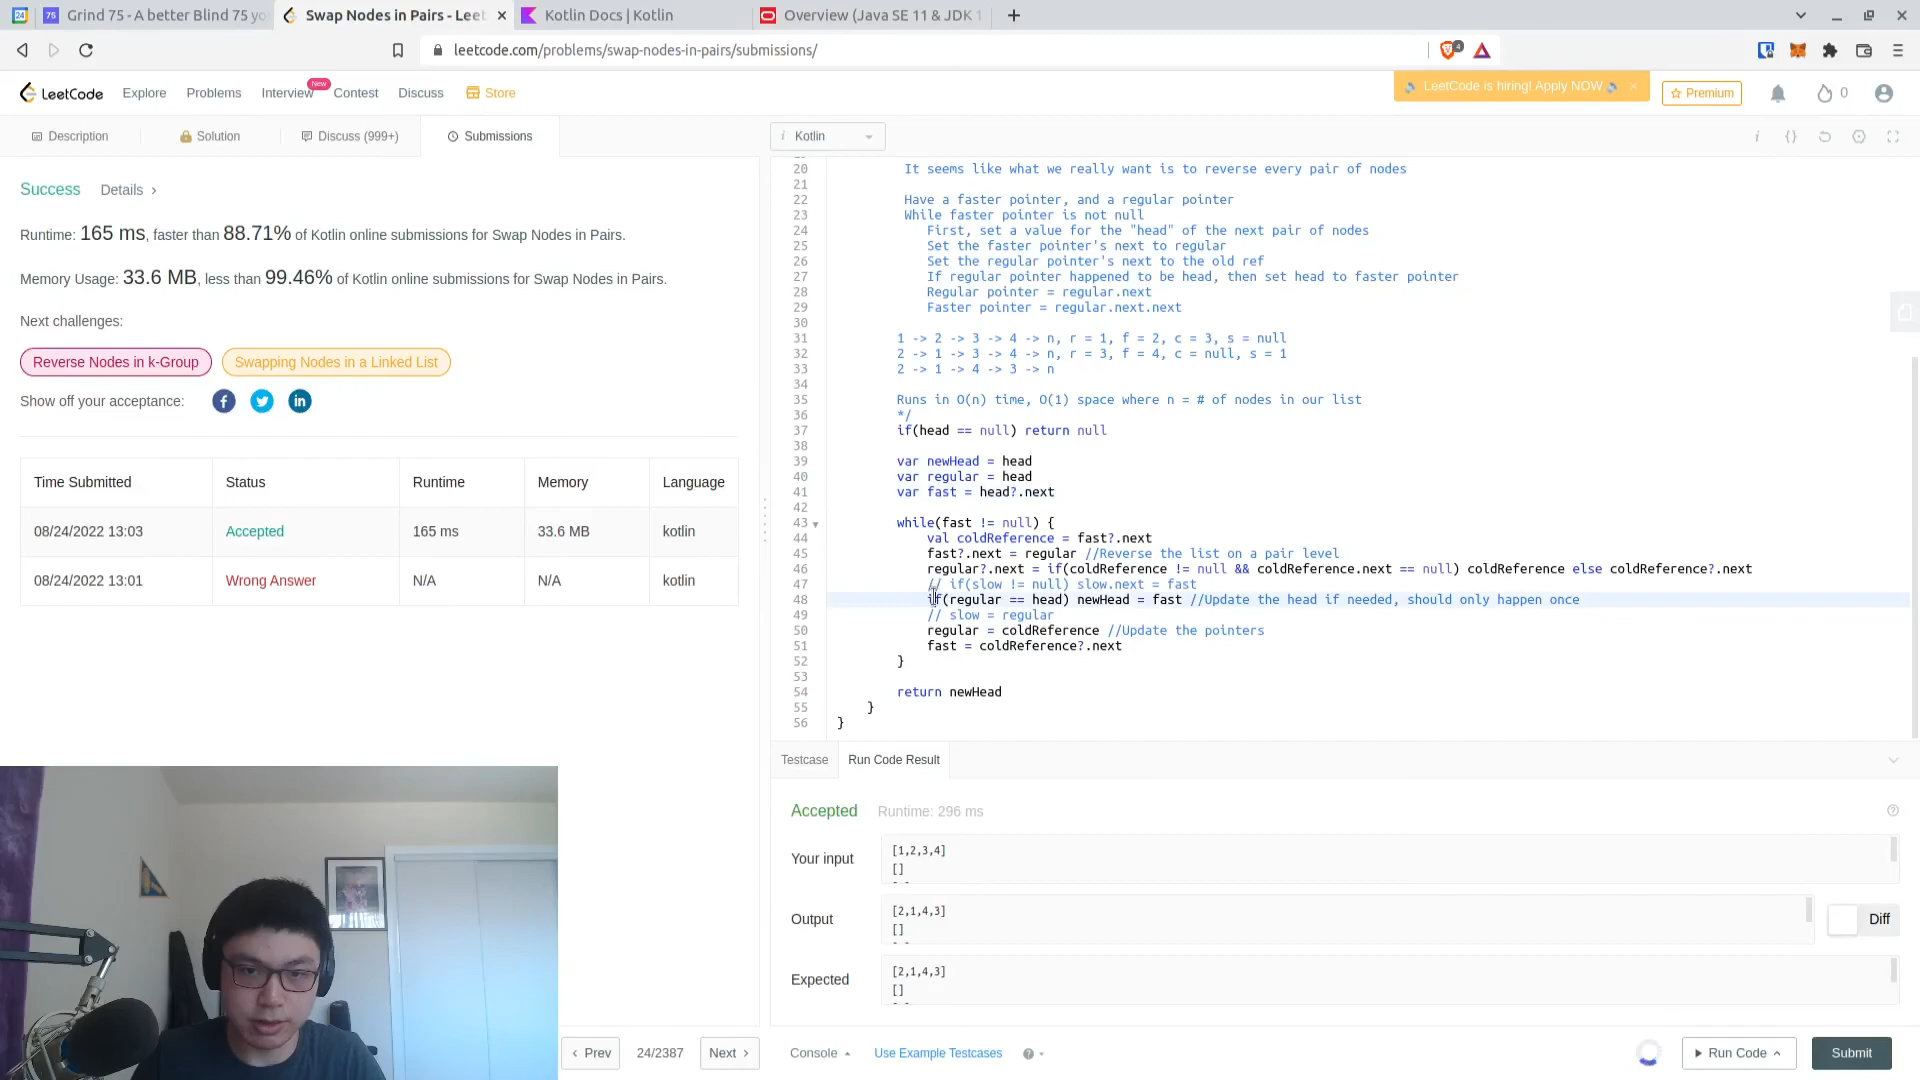 24
75 Grind 75 - A better Blind 75 yo
Swap Nodes in Pairs - Leet
Kotlin Docs | Kotlin
Overview (Java SE 11 & JDK 1
leetcode.com/problems/swap-nodes-in-pairs/submissions/
4
LeetCode
Explore
Problems
Interview
New
Contest
Discuss
Store
LeetCode is hiring! Apply NOW.
Premium
0
Description
Solution
Discuss (999+)
Submissions
i Kotlin
Success
Details
Runtime: 165 ms, faster than 88.71% of Kotlin online submissions for Swap Nodes in Pairs.
Memory Usage: 33.6 MB, less than 99.46% of Kotlin online submissions for Swap Nodes in Pairs.
Next challenges:
Reverse Nodes in k-Group
Swapping Nodes in a Linked List
Show off your acceptance:
Time Submitted Status Runtime Memory Language
08/24/2022 13:03 Accepted 165 ms 33.6 MB kotlin
08/24/2022 13:01 Wrong Answer N/A N/A kotlin
20 It seems like what we really want is to reverse every pair of nodes
21
22 Have a faster pointer, and a regular pointer
23 While faster pointer is not null
24 First, set a value for the "head" of the next pair of nodes
25 Set the faster pointer's next to regular
26 Set the regular pointer's next to the old ref
27 If regular pointer happened to be head, then set head to faster pointer
28 Regular pointer = regular.next
29 Faster pointer = regular.next.next
30
31 1 -> 2 -> 3 -> 4 -> n, r = 1, f = 2, c = 3, s = null
32 2 -> 1 -> 3 -> 4 -> n, r = 3, f = 4, c = null, s = 1
33 2 -> 1 -> 4 -> 3 -> n
34
35 Runs in O(n) time, O(1) space where n = # of nodes in our list
36 */
37 if(head == null) return null
38
39 var newHead = head
40 var regular = head
41 var fast = head?.next
42
43 while(fast != null) {
44 val coldReference = fast?.next
45 fast?.next = regular //Reverse the list on a pair level
46 regular?.next = if(coldReference != null && coldReference.next == null) coldReference else coldReference?.next
47 // if(slow != null) slow.next = fast
48 if(regular == head) newHead = fast //Update the head if needed, should only happen once
49 // slow = regular
50 regular = coldReference //Update the pointers
51 fast = coldReference?.next
52 }
53
54 return newHead
55 }
56 }
Testcase
Run Code Result
Accepted
Runtime: 296 ms
Your input
[1,2,3,4]
[]
Output
[2,1,4,3]
[]
Diff
Expected
[2,1,4,3]
[]
Prev
24/2387
Next
Console
Use Example Testcases
Run Code
Submit